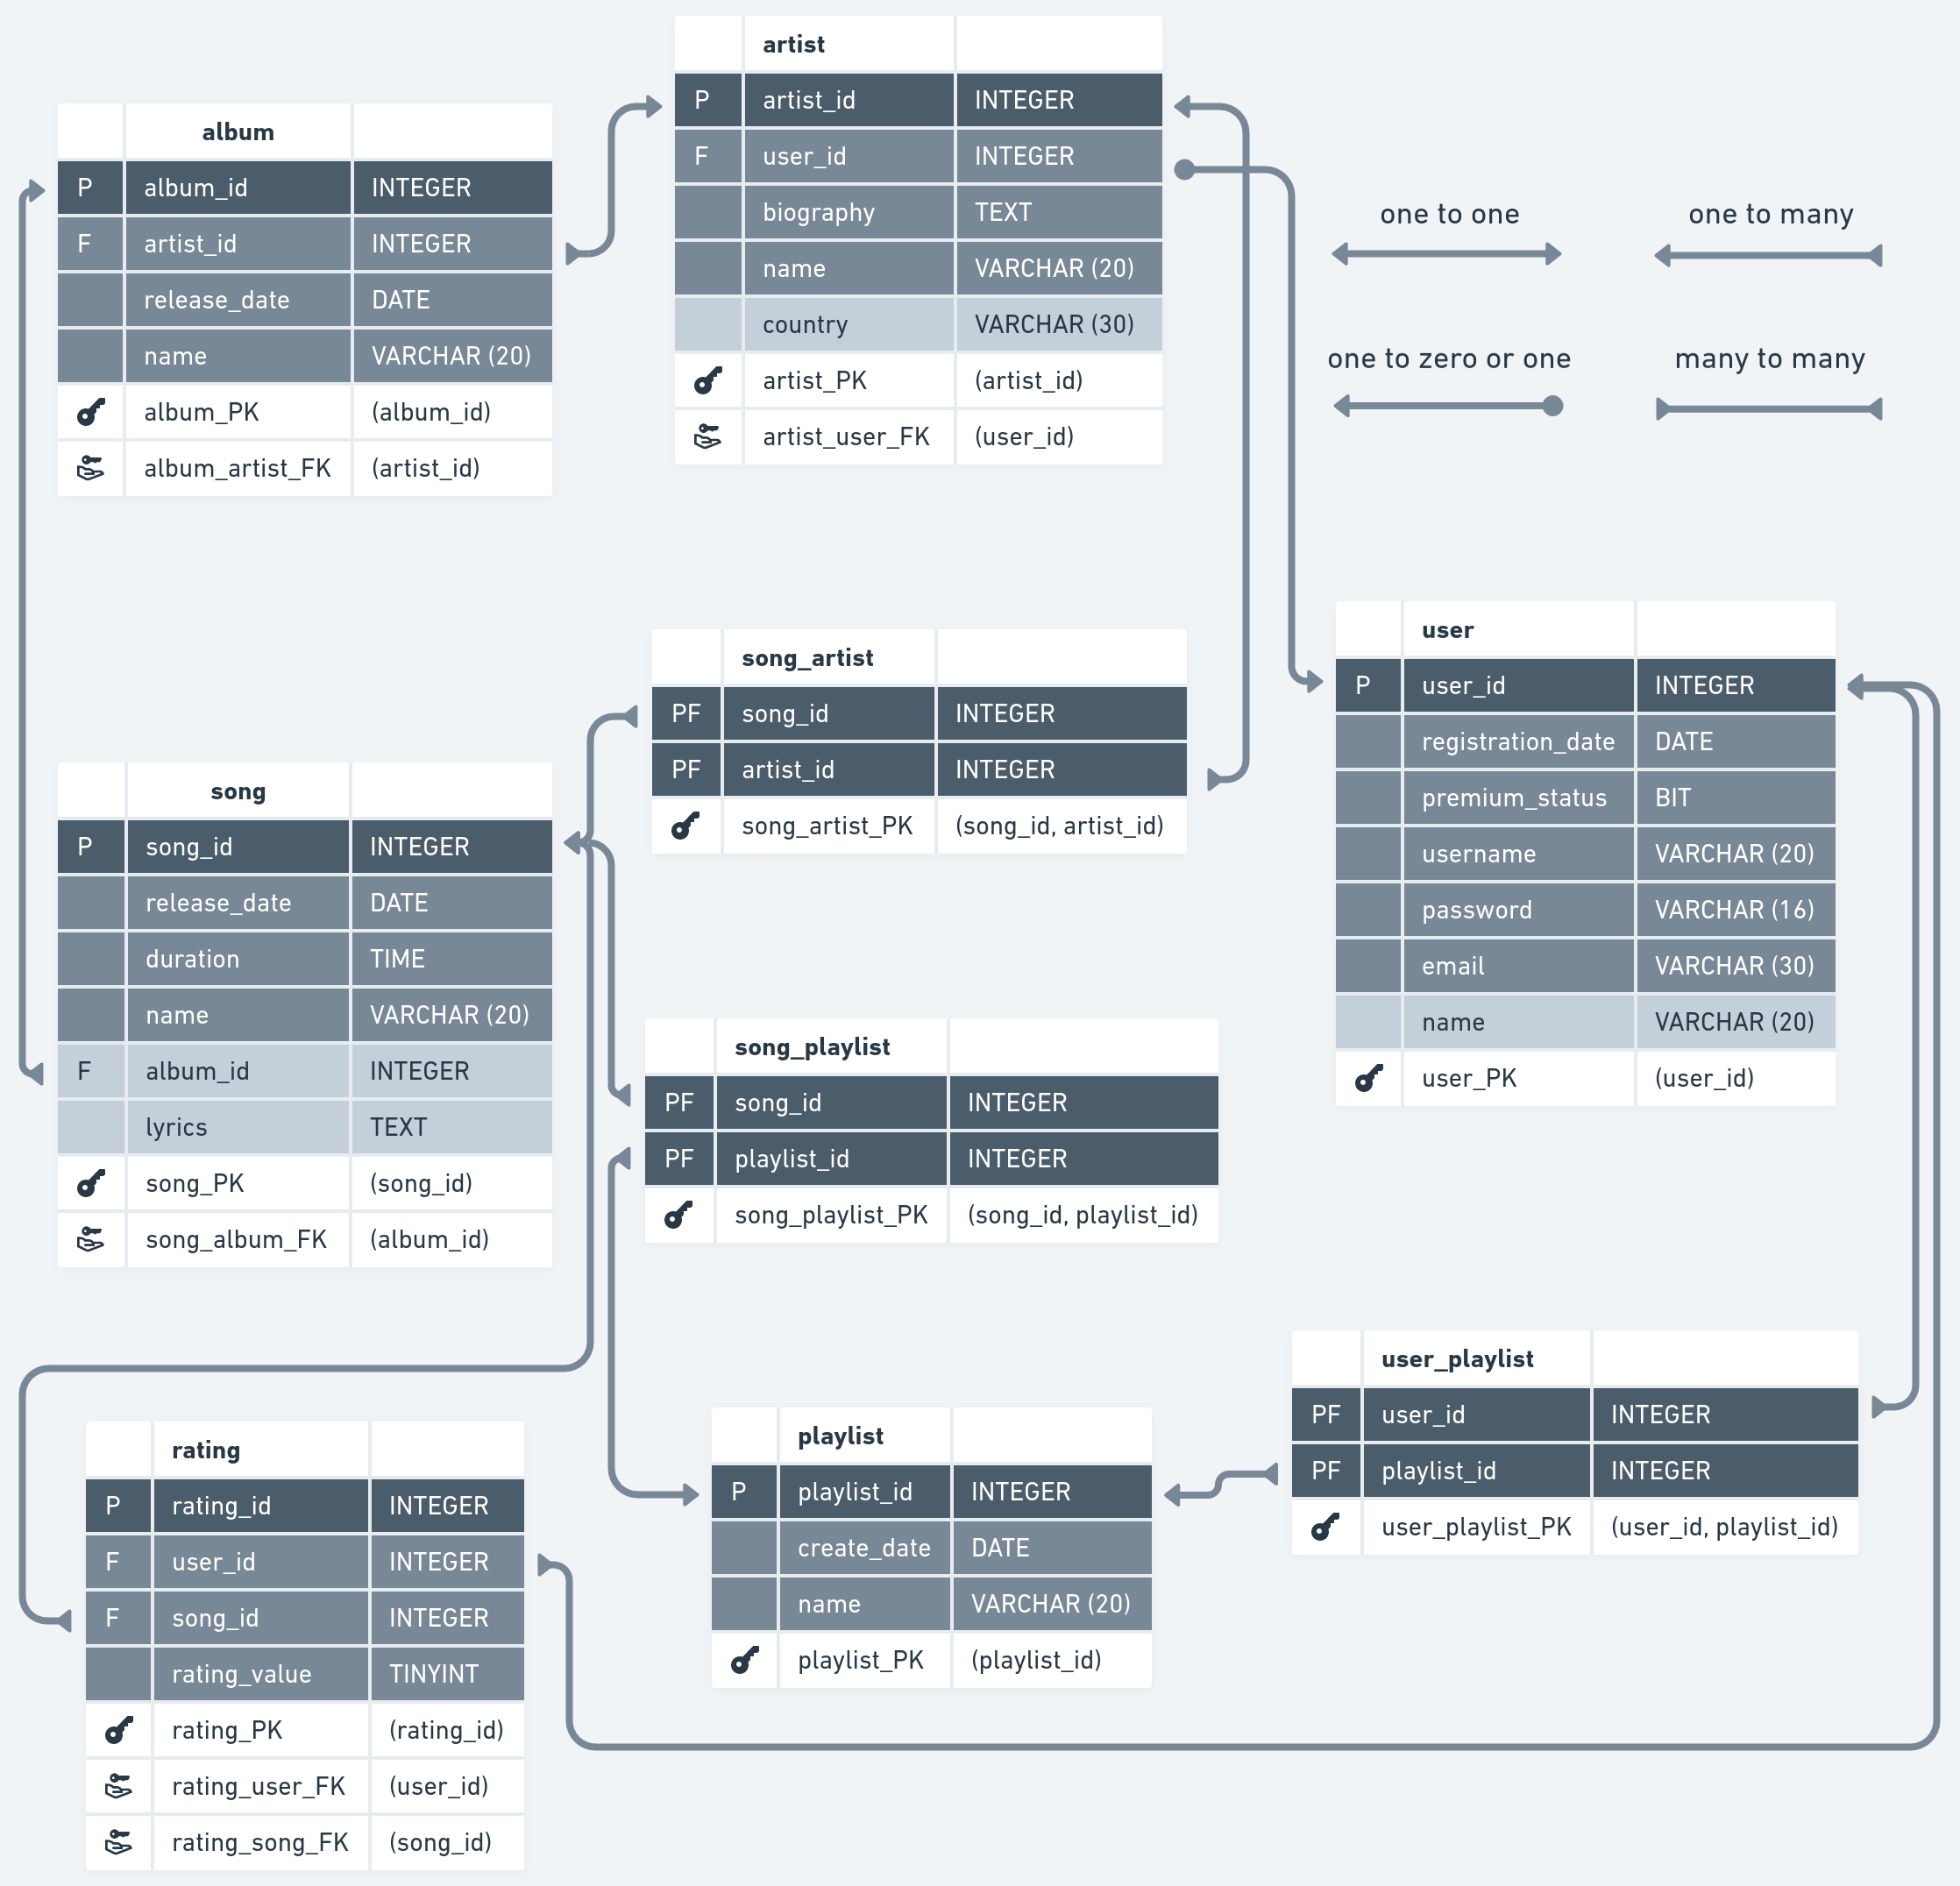 artist
P artist_id INTEGER
F user_id INTEGER
biography TEXT
name VARCHAR (20)
country VARCHAR (30)
artist_PK (artist_id)
artist_user_FK (user_id)
album
P album_id INTEGER
F artist_id INTEGER
release_date DATE
name VARCHAR (20)
album_PK (album_id)
album_artist_FK (artist_id)
one to one
one to many
one to zero or one
many to many
song_artist
PF song_id INTEGER
PF artist_id INTEGER
song_artist_PK (song_id, artist_id)
user
P user_id INTEGER
registration_date DATE
premium_status BIT
username VARCHAR (20)
password VARCHAR (16)
email VARCHAR (30)
name VARCHAR (20)
user_PK (user_id)
song
P song_id INTEGER
release_date DATE
duration TIME
name VARCHAR (20)
F album_id INTEGER
lyrics TEXT
song_PK (song_id)
song_album_FK (album_id)
song_playlist
PF song_id INTEGER
PF playlist_id INTEGER
song_playlist_PK (song_id, playlist_id)
user_playlist
PF user_id INTEGER
PF playlist_id INTEGER
user_playlist_PK (user_id, playlist_id)
rating
P rating_id INTEGER
F user_id INTEGER
F song_id INTEGER
rating_value TINYINT
rating_PK (rating_id)
rating_user_FK (user_id)
rating_song_FK (song_id)
playlist
P playlist_id INTEGER
create_date DATE
name VARCHAR (20)
playlist_PK (playlist_id)